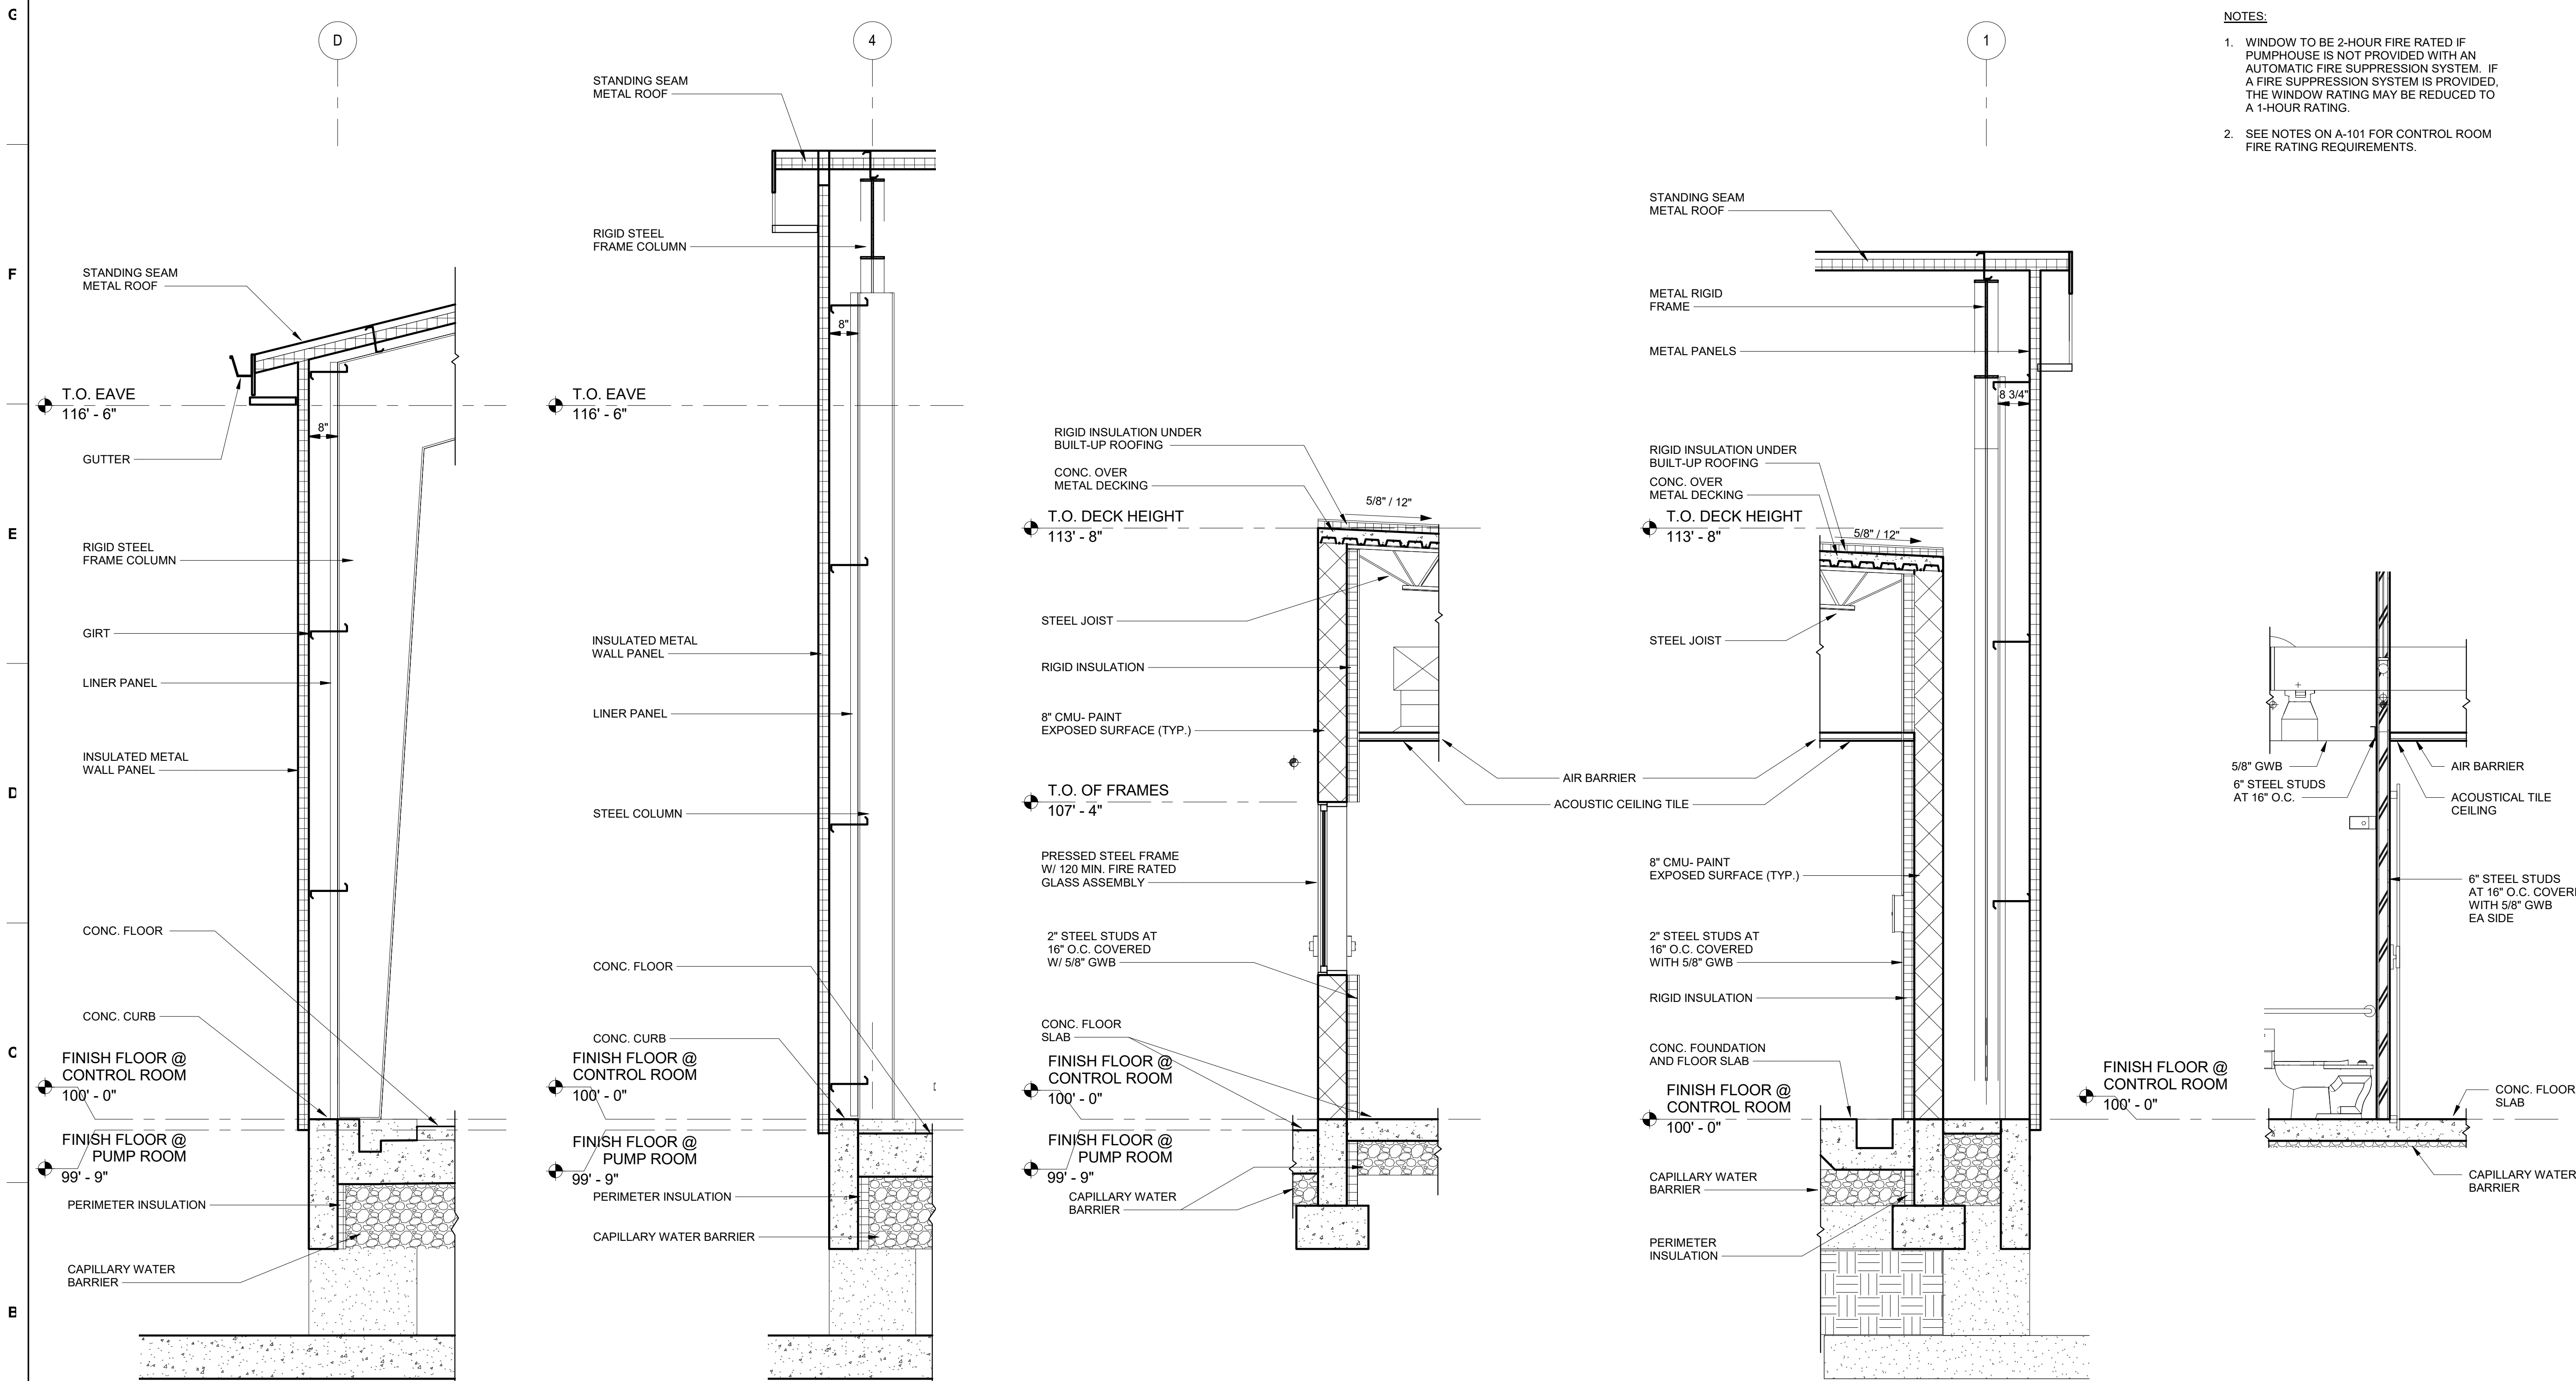 G
F
E
D
C
B
D
STANDING SEAM
METAL ROOF
T.O. EAVE
116' - 6"
8"
GUTTER
RIGID STEEL
FRAME COLUMN
GIRT
LINER PANEL
INSULATED METAL
WALL PANEL
CONC. FLOOR
CONC. CURB
FINISH FLOOR @
CONTROL ROOM
100' - 0"
FINISH FLOOR @
PUMP ROOM
99' - 9"
PERIMETER INSULATION
CAPILLARY WATER
BARRIER
4
STANDING SEAM
METAL ROOF
RIGID STEEL
FRAME COLUMN
8"
T.O. EAVE
116' - 6"
INSULATED METAL
WALL PANEL
LINER PANEL
STEEL COLUMN
CONC. FLOOR
CONC. CURB
FINISH FLOOR @
CONTROL ROOM
100' - 0"
FINISH FLOOR @
PUMP ROOM
99' - 9"
PERIMETER INSULATION
CAPILLARY WATER BARRIER
RIGID INSULATION UNDER
BUILT-UP ROOFING
CONC. OVER
METAL DECKING
5/8" / 12"
T.O. DECK HEIGHT
113' - 8"
STEEL JOIST
RIGID INSULATION
8" CMU- PAINT
EXPOSED SURFACE (TYP.)
AIR BARRIER
ACOUSTIC CEILING TILE
T.O. OF FRAMES
107' - 4"
PRESSED STEEL FRAME
W/ 120 MIN. FIRE RATED
GLASS ASSEMBLY
2" STEEL STUDS AT
16" O.C. COVERED
W/ 5/8" GWB
CONC. FLOOR
SLAB
FINISH FLOOR @
CONTROL ROOM
100' - 0"
FINISH FLOOR @
PUMP ROOM
99' - 9"
CAPILLARY WATER
BARRIER
1
STANDING SEAM
METAL ROOF
METAL RIGID
FRAME
METAL PANELS
8 3/4"
RIGID INSULATION UNDER
BUILT-UP ROOFING
CONC. OVER
METAL DECKING
T.O. DECK HEIGHT
113' - 8"
5/8" / 12"
STEEL JOIST
8" CMU- PAINT
EXPOSED SURFACE (TYP.)
2" STEEL STUDS AT
16" O.C. COVERED
WITH 5/8" GWB
RIGID INSULATION
CONC. FOUNDATION
AND FLOOR SLAB
FINISH FLOOR @
CONTROL ROOM
100' - 0"
CAPILLARY WATER
BARRIER
PERIMETER
INSULATION
NOTES:
1. WINDOW TO BE 2-HOUR FIRE RATED IF
PUMPHOUSE IS NOT PROVIDED WITH AN
AUTOMATIC FIRE SUPPRESSION SYSTEM. IF
A FIRE SUPPRESSION SYSTEM IS PROVIDED,
THE WINDOW RATING MAY BE REDUCED TO
A 1-HOUR RATING.
2. SEE NOTES ON A-101 FOR CONTROL ROOM
FIRE RATING REQUIREMENTS.
5/8" GWB
6" STEEL STUDS
AT 16" O.C.
AIR BARRIER
ACOUSTICAL TILE
CEILING
6" STEEL STUDS
AT 16" O.C. COVERE
WITH 5/8" GWB
EA SIDE
FINISH FLOOR @
CONTROL ROOM
100' - 0"
CONC. FLOOR
SLAB
CAPILLARY WATER
BARRIER